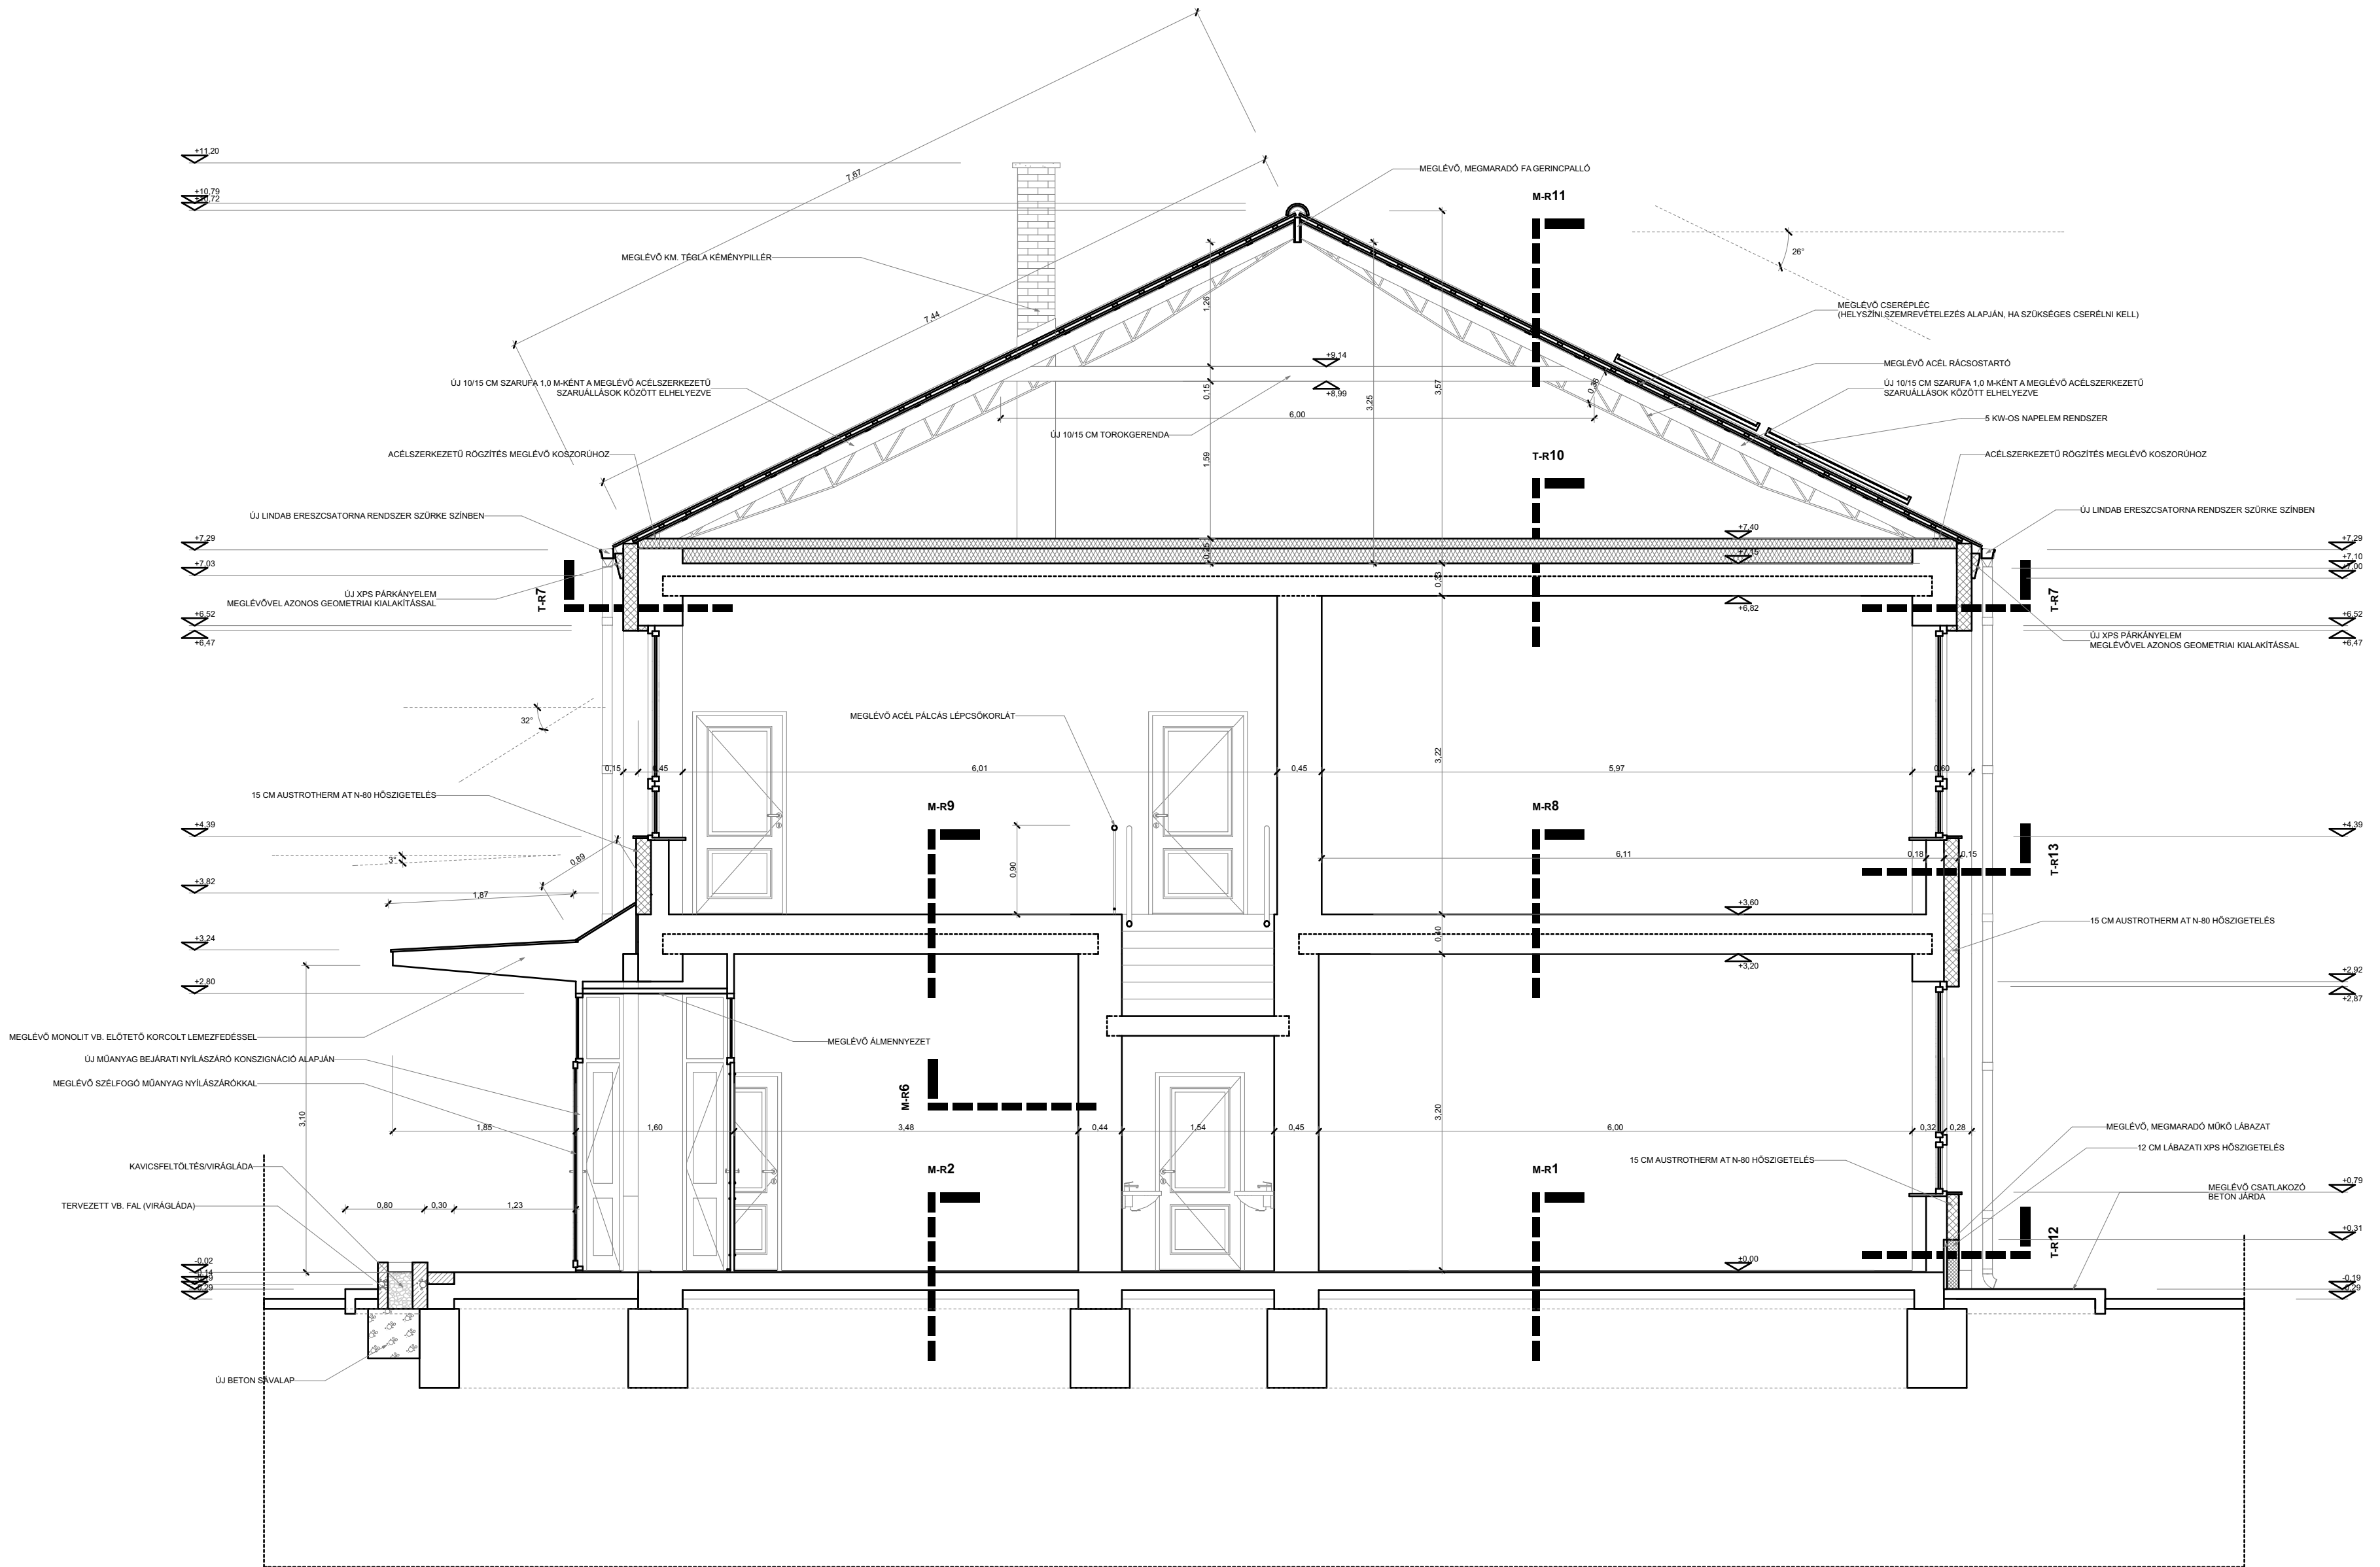 7,67
+11,20
MEGLÉVŐ, MEGMARADÓ FA GERINCPALLÓ
+10,79
+10,72
M-R11
26°
MEGLÉVŐ KM. TÉGLA KÉMÉNYPILLÉR
1,26
7,44
MEGLÉVŐ CSERÉPLÉC
(HELYSZÍNI SZEMREVÉTELEZÉS ALAPJÁN, HA SZÜKSÉGES CSERÉLNI KELL)
+9,14
MEGLÉVŐ ACÉL RÁCSOSTARTÓ
ÚJ 10/15 CM SZARUFA 1,0 M-KÉNT A MEGLÉVŐ ACÉLSZERKEZETŰ
SZARUÁLLÁSOK KÖZÖTT ELHELYEZVE
0,15
+8,99
3,25
3,57
0,36
ÚJ 10/15 CM SZARUFA 1,0 M-KÉNT A MEGLÉVŐ ACÉLSZERKEZETŰ
SZARUÁLLÁSOK KÖZÖTT ELHELYEZVE
6,00
5 KW-OS NAPELEM RENDSZER
ÚJ 10/15 CM TOROKGERENDA
ACÉLSZERKEZETŰ RÖGZÍTÉS MEGLÉVŐ KOSZORÚHOZ
1,59
T-R10
ACÉLSZERKEZETŰ RÖGZÍTÉS MEGLÉVŐ KOSZORÚHOZ
ÚJ LINDAB ERESZCSATORNA RENDSZER SZÜRKE SZÍNBEN
ÚJ LINDAB ERESZCSATORNA RENDSZER SZÜRKE SZÍNBEN
+7,29
+7,40
+7,29
0,25
+7,15
+7,03
+7,10
+7,00
0,33
ÚJ XPS PÁRKÁNYELEM
MEGLÉVŐVEL AZONOS GEOMETRIAI KIALAKÍTÁSSAL
T-R7
T-R7
+6,82
+6,52
+6,52
+6,47
ÚJ XPS PÁRKÁNYELEM
MEGLÉVŐVEL AZONOS GEOMETRIAI KIALAKÍTÁSSAL
+6,47
32°
MEGLÉVŐ ACÉL PÁLCÁS LÉPCSŐKORLÁT
3,22
0,15
0,45
6,01
0,45
5,97
0,60
15 CM AUSTROTHERM AT N-80 HŐSZIGETELÉS
M-R9
M-R8
+4,39
+4,39
3°
0,89
0,90
6,11
0,18
0,15
T-R13
+3,82
1,87
+3,60
15 CM AUSTROTHERM AT N-80 HŐSZIGETELÉS
0,40
+3,24
+3,20
+2,80
+2,92
+2,87
MEGLÉVŐ MONOLIT VB. ELŐTETŐ KORCOLT LEMEZFEDÉSSEL
MEGLÉVŐ ÁLMENNYEZET
ÚJ MŰANYAG BEJÁRATI NYÍLÁSZÁRÓ KONSZIGNÁCIÓ ALAPJÁN
MEGLÉVŐ SZÉLFOGÓ MŰANYAG NYÍLÁSZÁRÓKKAL
M-R6
3,10
3,20
1,85
1,60
3,48
0,44
1,54
0,45
6,00
0,32
0,28
MEGLÉVŐ, MEGMARADÓ MŰKŐ LÁBAZAT
12 CM LÁBAZATI XPS HŐSZIGETELÉS
KAVICSFELTÖLTÉS/VIRÁGLÁDA
M-R2
M-R1
15 CM AUSTROTHERM AT N-80 HŐSZIGETELÉS
+0,79
MEGLÉVŐ CSATLAKOZÓ
BETON JÁRDA
TERVEZETT VB. FAL (VIRÁGLÁDA)
0,80
0,30
1,23
+0,31
T-R12
-0,02
±0,00
-0,14
-0,19
-0,29
-0,29
ÚJ BETON SÁVALAP